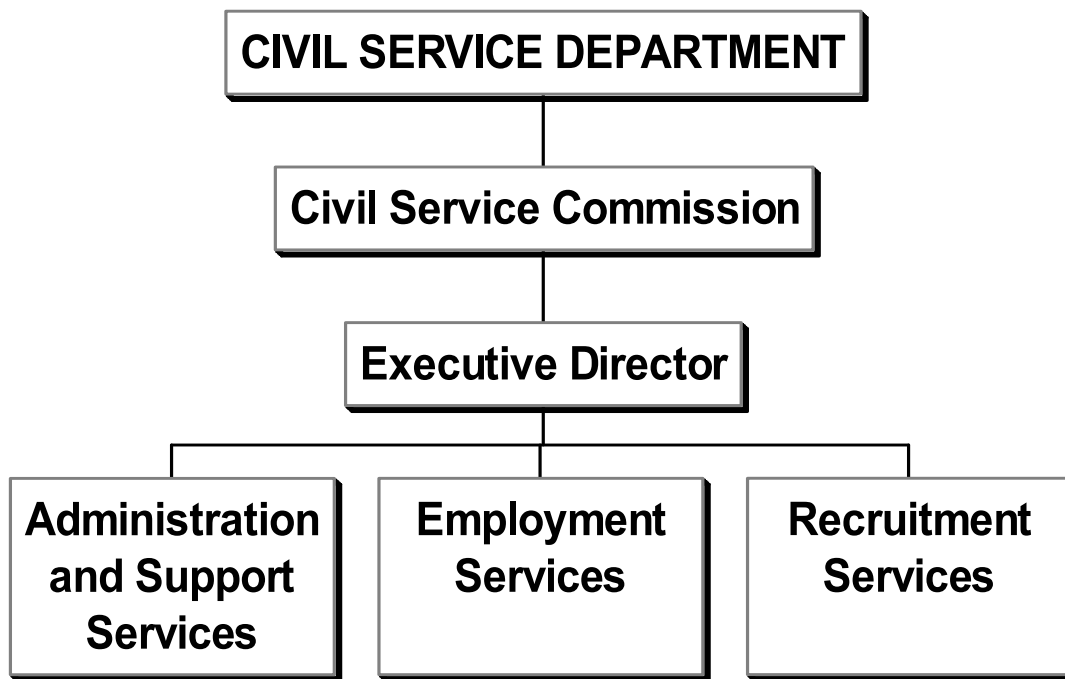 CIVIL SERVICE DEPARTMENT
Civil Service Commission
Executive Director
Administration
and Support
Services
Employment
Services
Recruitment
Services